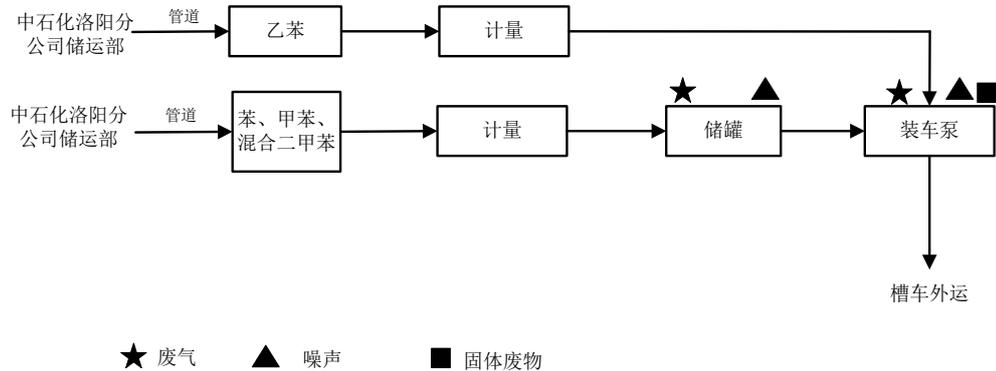 中石化洛阳分
公司储运部
管道
乙苯
计量
中石化洛阳分
公司储运部
管道
苯、甲苯、
混合二甲苯
计量
储罐
装车泵
槽车外运
废气
噪声
固体废物